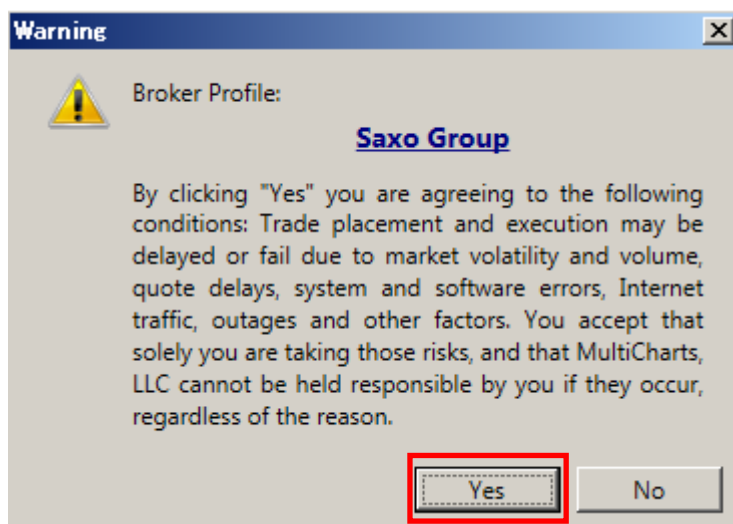 Warning
Broker Profile:
Saxo Group
By clicking "Yes" you are agreeing to the following
conditions: Trade placement and execution may be
delayed or fail due to market volatility and volume,
quote delays, system and software errors, Internet
traffic, outages and other factors. You accept that
solely you are taking those risks, and that MultiCharts,
LLC cannot be held responsible by you if they occur,
regardless of the reason.
Yes
No